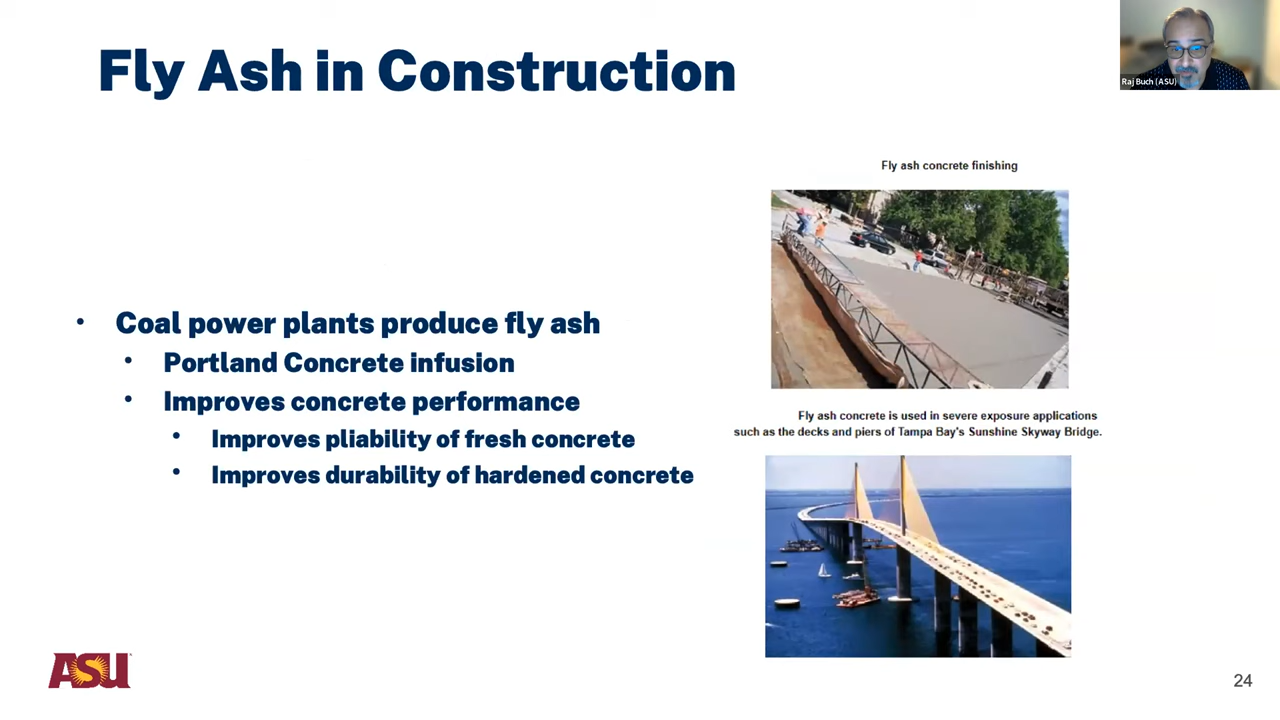 Fly Ash in Construction
Raj Buch (ASU)
Fly ash concrete finishing
• Coal power plants produce fly ash
• Portland Concrete infusion
• Improves concrete performance
• Improves pliability of fresh concrete
• Improves durability of hardened concrete
Fly ash concrete is used in severe exposure applications
such as the decks and piers of Tampa Bay's Sunshine Skyway Bridge.
ASU
24